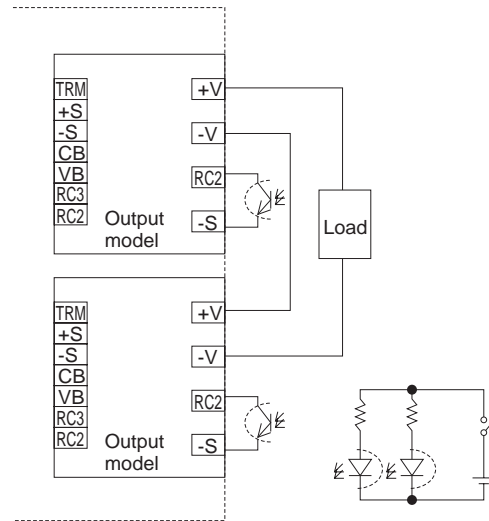 TRM
+S
-S
CB
VB
RC3
RC2
Output
model
+V
-V
RC2
-S
Load
TRM
+S
-S
CB
VB
RC3
RC2
Output
model
+V
-V
RC2
-S